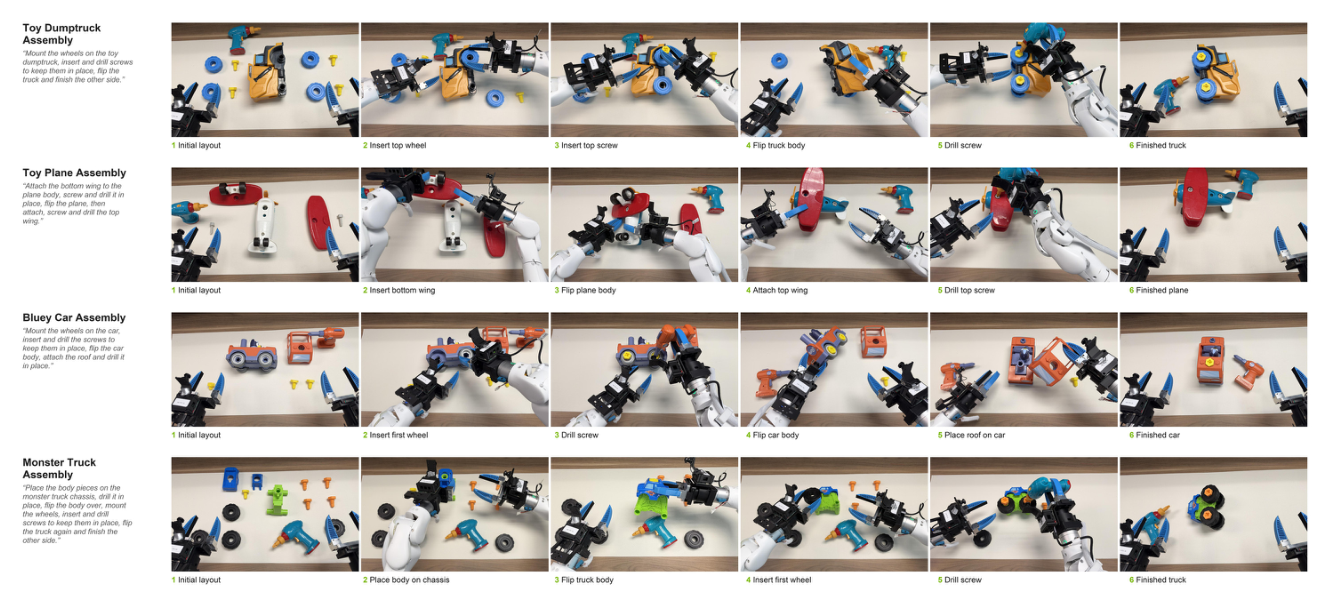 Toy Dumptruck
Assembly
"Mount the wheels on the toy
dumptruck, insert and drill screws
to keep them in place, flip the
truck and finish the other side."
1 Initial layout
2 Insert top wheel
3 Insert top screw
4 Flip truck body
5 Drill screw
6 Finished truck
Toy Plane Assembly
"Attach the bottom wing to the
plane body, screw and drill it in
place, flip the plane, then
attach, screw and drill the top
wing."
1 Initial layout
2 Insert bottom wing
3 Flip plane body
4 Attach top wing
5 Drill top screw
6 Finished plane
Bluey Car Assembly
"Mount the wheels on the car,
insert and drill the screws to
keep them in place, flip the car
body, attach the roof and drill it
in place."
1 Initial layout
2 Insert first wheel
3 Drill screw
4 Flip car body
5 Place roof on car
6 Finished car
Monster Truck
Assembly
"Place the body pieces on the
monster truck chassis, drill it in
place, flip the body over, mount
the wheels, insert and drill
screws to keep them in place, flip
the truck again and finish the
other side."
1 Initial layout
2 Place body on chassis
3 Flip truck body
4 Insert first wheel
5 Drill screw
6 Finished truck